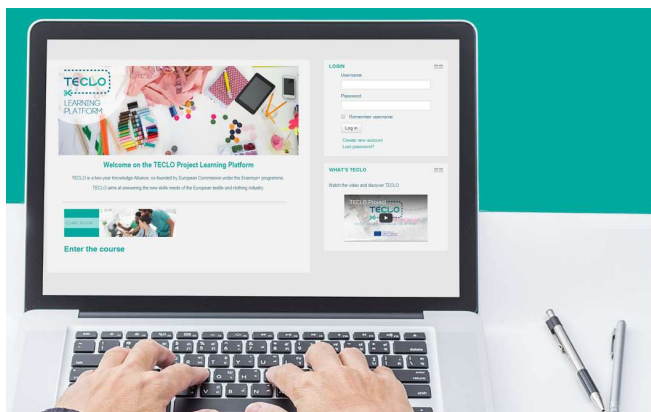 TECLO
LEARNING
PLATFORM
Welcome on the TECLO Project Learning Platform
TECLO is a two-year Knowledge Alliance, co-founded by European Commission under the Erasmus+ programme.
TECLO aims at answering the new skills needs of the European textile and clothing industry.
Enter the course
LOGIN
Username
Password
Remember username
Log in
Create new account
Lost password?
WHAT'S TECLO
Watch the video and discover TECLO
TECLO Project
TECLO